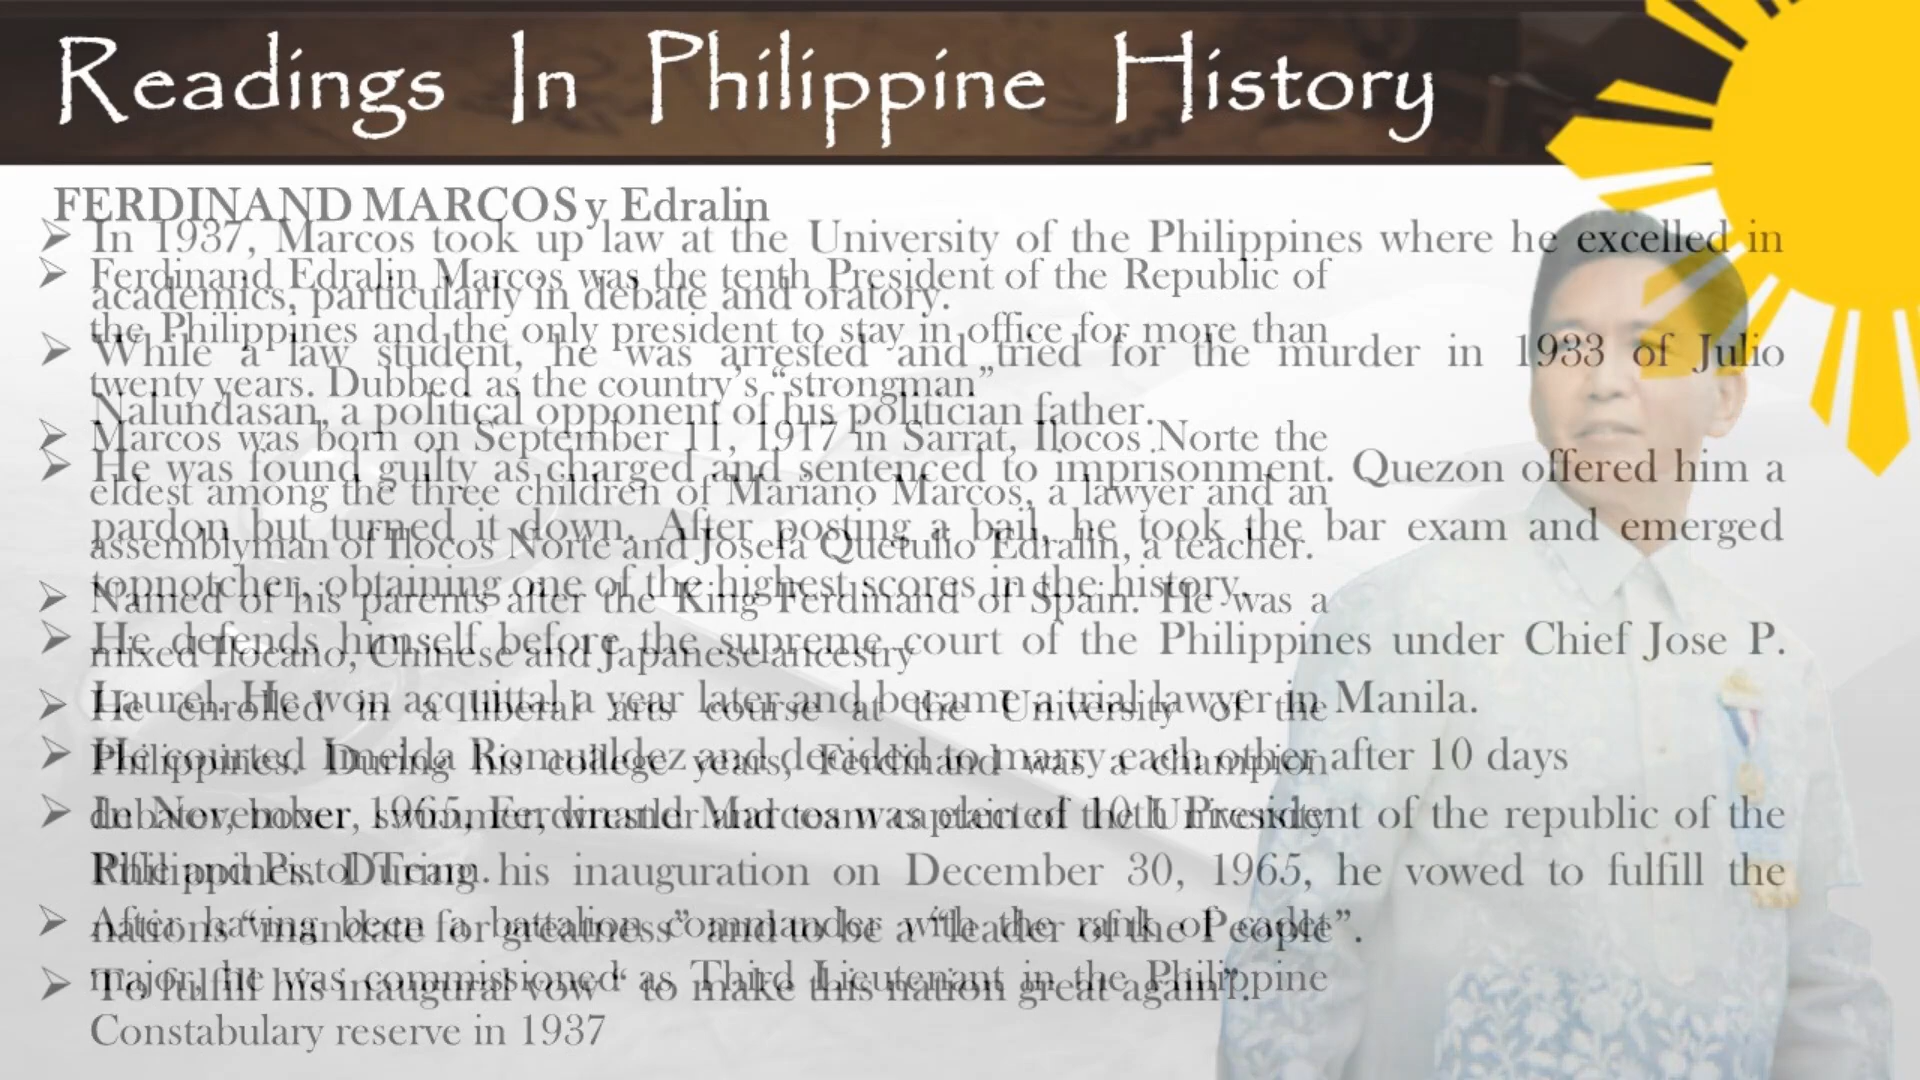 Readings In Philippine History
FERDINAND MARCOS y Edralin
➢ Ferdinand Edralin Marcos was the tenth President of the Republic of
the Philippines and the only president to stay in office for more than
twenty years. Dubbed as the country's “strongman”
➢ Marcos was born on September 11, 1917 in Sarrat, Ilocos Norte the
eldest among the three children of Mariano Marcos, a lawyer and an
assemblyman of Ilocos Norte and Josefa Quetulio Edralin, a teacher.
➢ Named of his parents after the King Ferdinand of Spain. He was a
mixed Ilocano, Chinese and Japanese ancestry
➢ He enrolled in a liberal arts course at the University of the
Philippines. During his college years, Ferdinand was a champion
debator, boxer, swimmer, wrestler and team captain of the University
Rifle and Pistol Team.
➢ After having been a battalion commander with the rank of cadet
major, he was commissioned as Third Lieutenant in the Philippine
Constabulary reserve in 1937
➢ In 1937, Marcos took up law at the University of the Philippines where he excelled in
academics, particularly in debate and oratory.
➢ While a law student, he was arrested and tried for the murder in 1933 of Julio
Nalundasan, a political opponent of his politician father.
➢ He was found guilty as charged and sentenced to imprisonment. Quezon offered him a
pardon but turned it down. After posting a bail, he took the bar exam and emerged
topnotcher, obtaining one of the highest scores in the history.
➢ He defends himself before the supreme court of the Philippines under Chief Jose P.
Laurel. He won acquittal a year later and became a trial lawyer in Manila.
➢ He courted Imelda Romualdez and decided to marry each other after 10 days
➢ In November, 1965, Ferdinand Marcos was elected 10th President of the republic of the
Philippines. During his inauguration on December 30, 1965, he vowed to fulfill the
nations “mandate for greatness” and to be a “leader of the People”.
➢ To fulfill his inaugural vow “ to make this nation great again”.